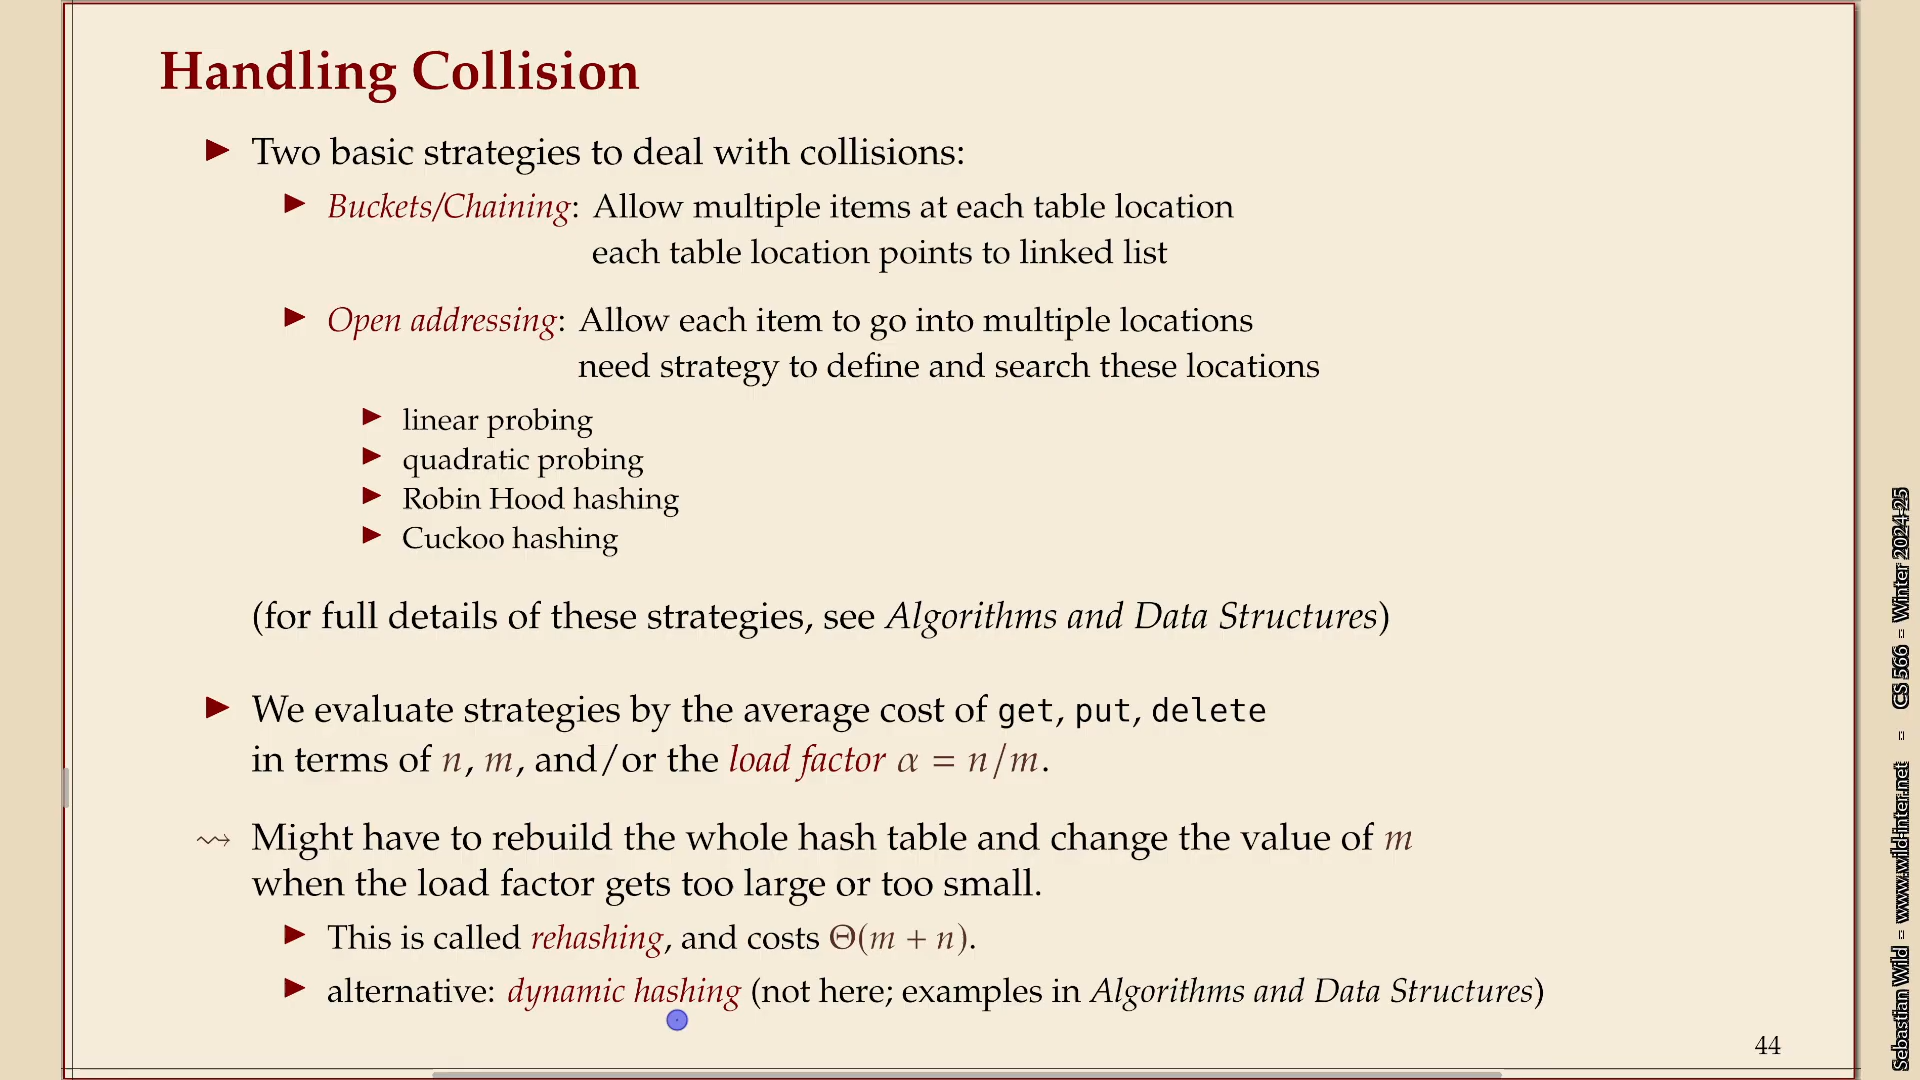 Handling Collision
▶ Two basic strategies to deal with collisions:
▶ Buckets/Chaining: Allow multiple items at each table location
each table location points to linked list
▶ Open addressing: Allow each item to go into multiple locations
need strategy to define and search these locations
▶ linear probing
▶ quadratic probing
▶ Robin Hood hashing
▶ Cuckoo hashing
(for full details of these strategies, see Algorithms and Data Structures)
▶ We evaluate strategies by the average cost of get, put, delete
in terms of n, m, and/or the load factor α = n/m.
⇝ Might have to rebuild the whole hash table and change the value of m
when the load factor gets too large or too small.
▶ This is called rehashing, and costs Θ(m + n).
▶ alternative: dynamic hashing (not here; examples in Algorithms and Data Structures)
44
Sebastian Wild – www.wild-inter.net – CS 566 – Winter 2024-25